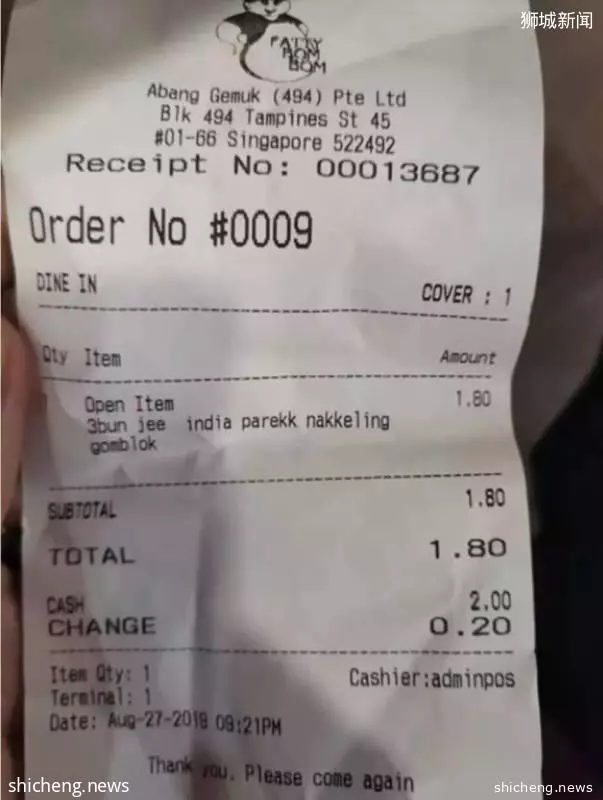 狮城新闻
FATTY
BOM
BOM
Abang Gemuk (494) Pte Ltd
Blk 494 Tampines St 45
#01-66 Singapore 522492
Receipt No: 00013687
Order No #0009
DINE IN COVER : 1
Qty Item Amount
Open Item 1.80
3bun jee india parekk nakkeling
gomblok
SUBTOTAL 1.80
TOTAL 1.80
CASH 2.00
CHANGE 0.20
Item Qty: 1 Cashier:adminpos
Terminal: 1
Date: Aug-27-2019 09:21PM
Thank you. Please come again
shicheng.news shicheng.news